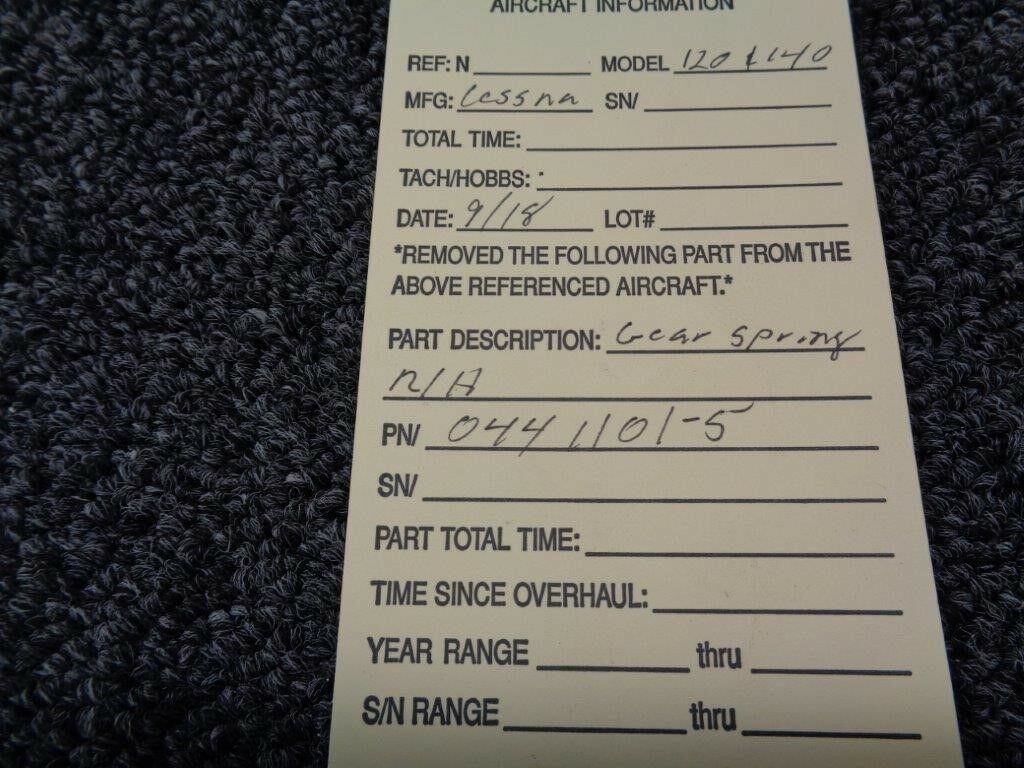 AIRCRAFT INFORMATION
REF: N MODEL 120 & 140
MFG: Cessna SN/
TOTAL TIME:
TACH/HOBBS:
DATE: 9/18 LOT#
*REMOVED THE FOLLOWING PART FROM THE
ABOVE REFERENCED AIRCRAFT.*
PART DESCRIPTION: Gear Spring
R/H
PN/ 0441101-5
SN/
PART TOTAL TIME:
TIME SINCE OVERHAUL:
YEAR RANGE thru
S/N RANGE thru